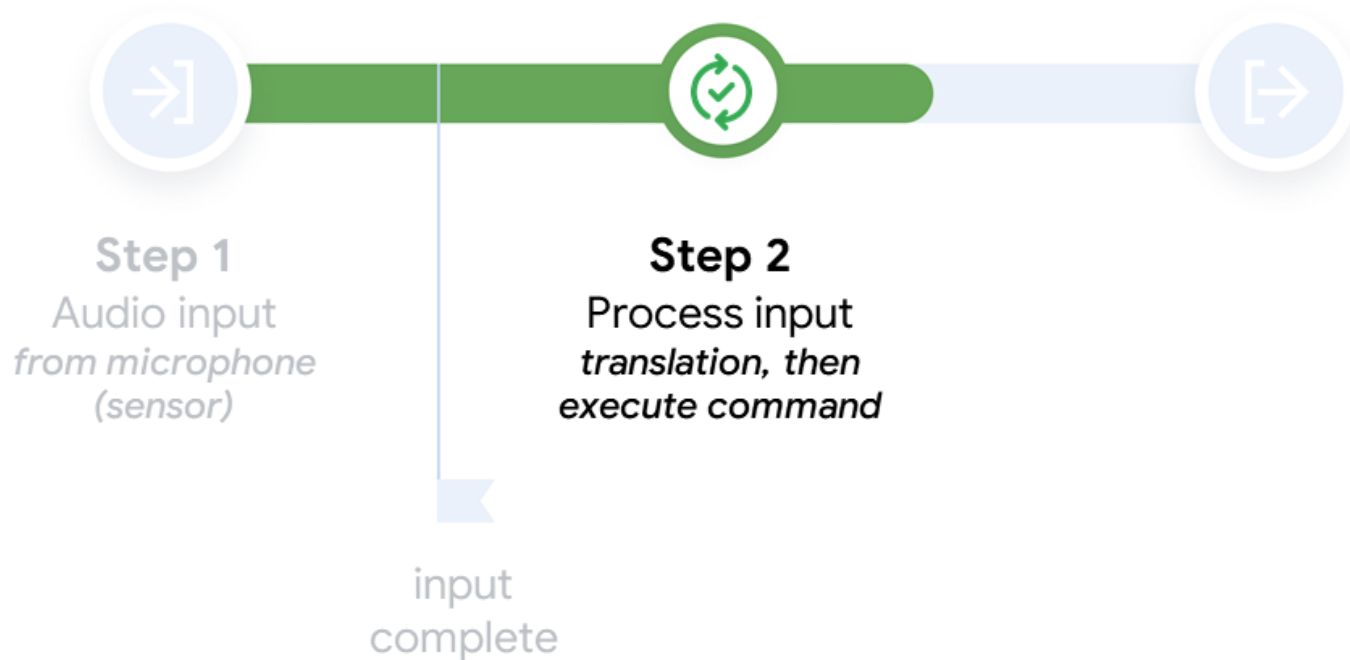 Step 1
Audio input
from microphone
(sensor)
Step 2
Process input
translation, then
execute command
input
complete